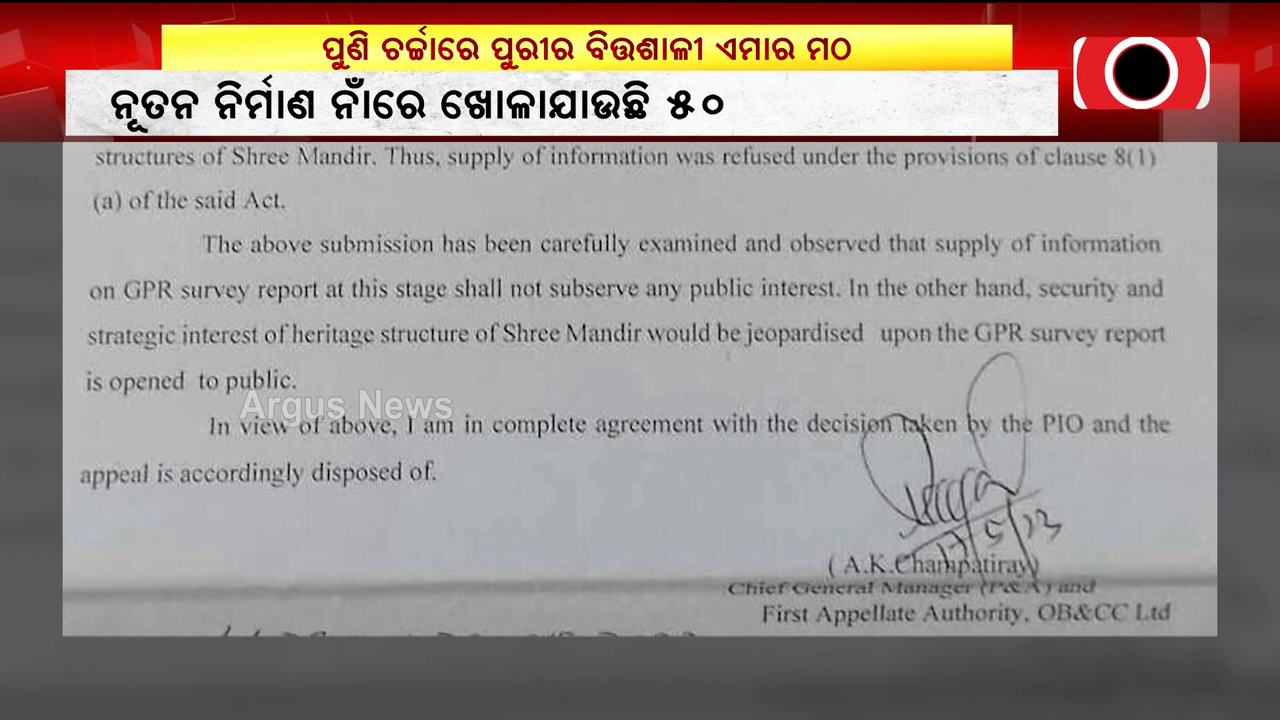 ପୁଣି ଚର୍ଚ୍ଚାରେ ପୁରୀର ବିତ୍ତଶାଳୀ ଏମାର ମଠ
ନୂତନ ନିର୍ମାଣ ନାଁରେ ଖୋଳାଯାଉଛି ୫୦
structures of Shree Mandir. Thus, supply of information was refused under the provisions of clause 8(1)
(a) of the said Act.
The above submission has been carefully examined and observed that supply of information
on GPR survey report at this stage shall not subserve any public interest. In the other hand, security and
strategic interest of heritage structure of Shree Mandir would be jeopardised upon the GPR survey report
is opened to public.
Argus News
In view of above, I am in complete agreement with the decision taken by the PIO and the
appeal is accordingly disposed of.
17/5/23
( A.K.Champatiray)
Chief General Manager (P&A) and
First Appellate Authority, OB&CC Ltd